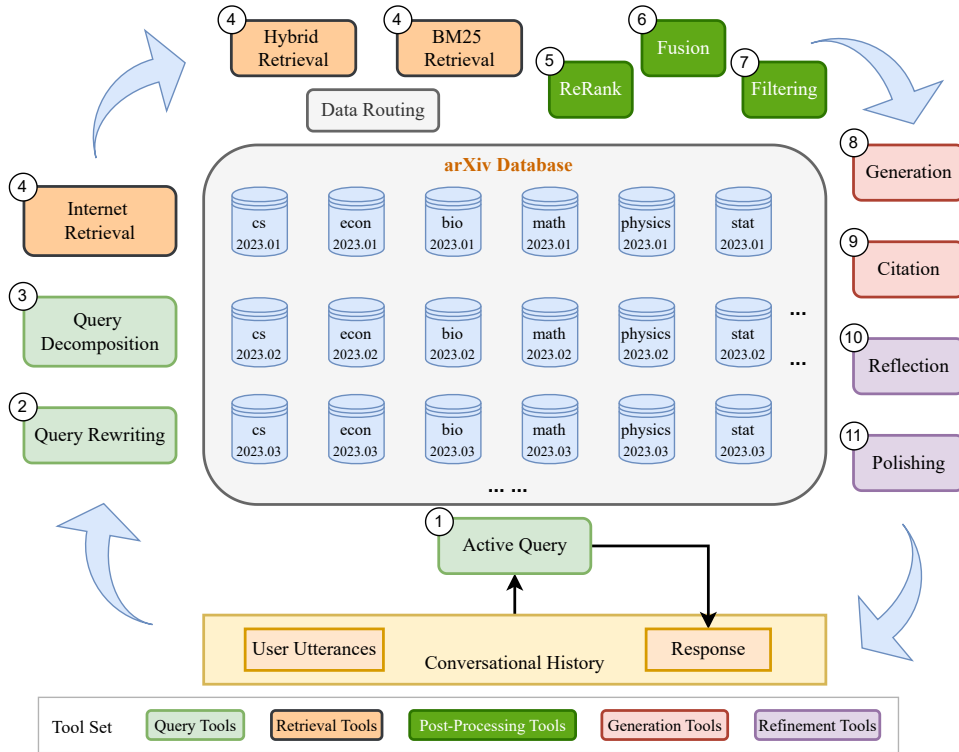 4
Hybrid
Retrieval
4
BM25
Retrieval
5
ReRank
6
Fusion
7
Filtering
Data Routing
4
Internet
Retrieval
3
Query
Decomposition
2
Query Rewriting
arXiv Database
cs
2023.01
econ
2023.01
bio
2023.01
math
2023.01
physics
2023.01
stat
2023.01
cs
2023.02
econ
2023.02
bio
2023.02
math
2023.02
physics
2023.02
stat
2023.02
...
...
cs
2023.03
econ
2023.03
bio
2023.03
math
2023.03
physics
2023.03
stat
2023.03
... ...
8
Generation
9
Citation
10
Reflection
11
Polishing
1
Active Query
User Utterances
Conversational History
Response
Tool Set
Query Tools
Retrieval Tools
Post-Processing Tools
Generation Tools
Refinement Tools